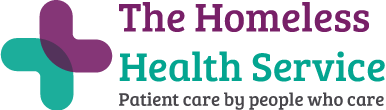 The Homeless
Health Service
Patient care by people who care